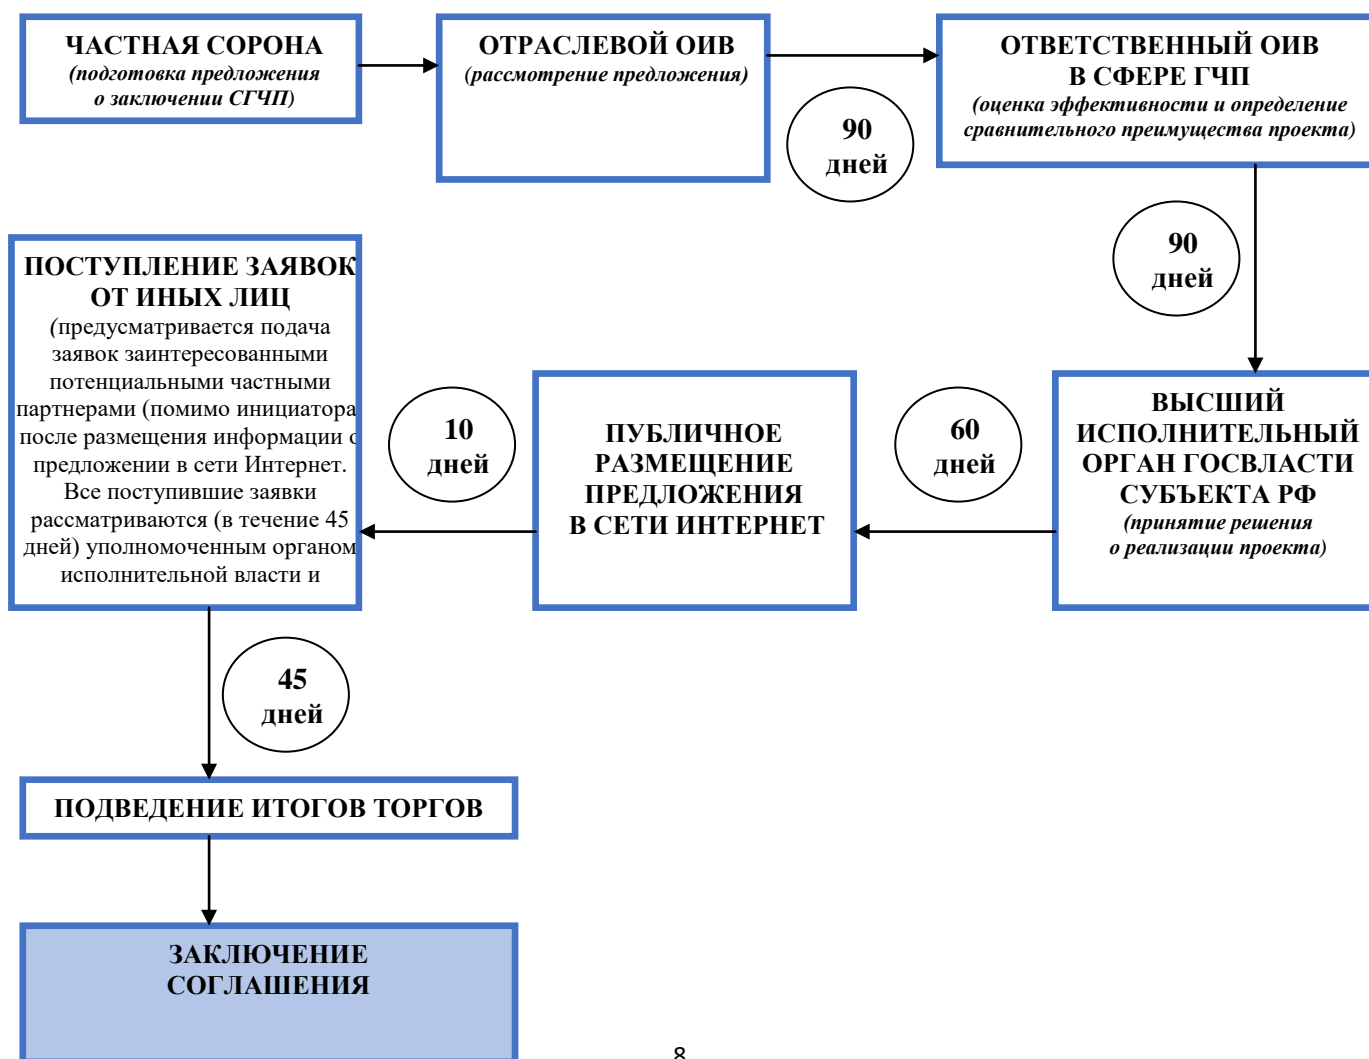 ЧАСТНАЯ СОРОНА
(подготовка предложения
о заключении СГЧП)
ОТРАСЛЕВОЙ ОИВ
(рассмотрение предложения)
90
дней
ОТВЕТСТВЕННЫЙ ОИВ
В СФЕРЕ ГЧП
(оценка эффективности и определение
сравнительного преимущества проекта)
90
дней
ВЫСШИЙ
ИСПОЛНИТЕЛЬНЫЙ
ОРГАН ГОСВЛАСТИ
СУБЪЕКТА РФ
(принятие решения
о реализации проекта)
60
дней
ПУБЛИЧНОЕ
РАЗМЕЩЕНИЕ
ПРЕДЛОЖЕНИЯ
В СЕТИ ИНТЕРНЕТ
10
дней
ПОСТУПЛЕНИЕ ЗАЯВОК
ОТ ИНЫХ ЛИЦ
(предусматривается подача
заявок заинтересованными
потенциальными частными
партнерами (помимо инициатора
после размещения информации о
предложении в сети Интернет.
Все поступившие заявки
рассматриваются (в течение 45
дней) уполномоченным органом
исполнительной власти и
45
дней
ПОДВЕДЕНИЕ ИТОГОВ ТОРГОВ
ЗАКЛЮЧЕНИЕ
СОГЛАШЕНИЯ
8